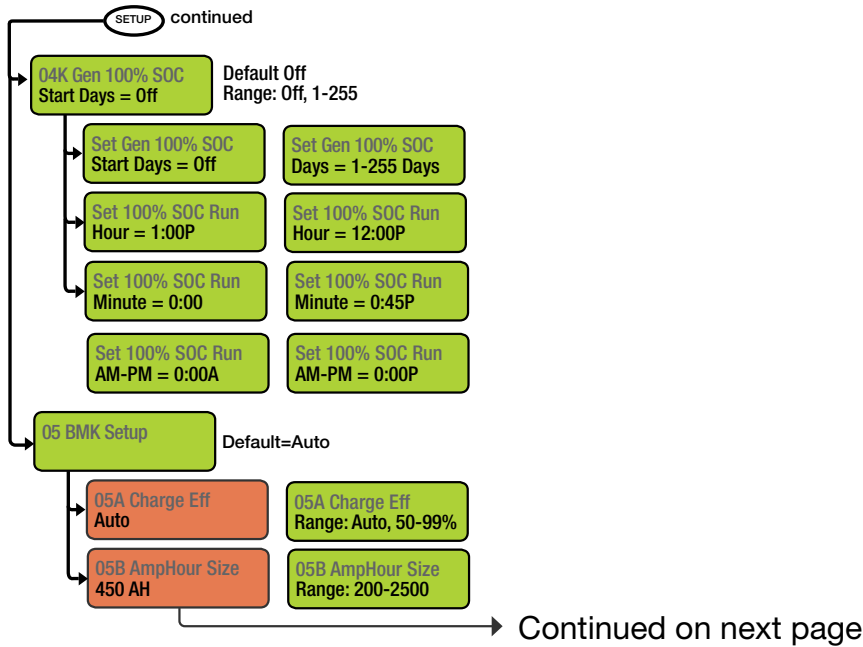 SETUP continued
04K Gen 100% SOC
Start Days = Off
Default Off
Range: Off, 1-255
Set Gen 100% SOC
Start Days = Off
Set Gen 100% SOC
Days = 1-255 Days
Set 100% SOC Run
Hour = 1:00P
Set 100% SOC Run
Hour = 12:00P
Set 100% SOC Run
Minute = 0:00
Set 100% SOC Run
Minute = 0:45P
Set 100% SOC Run
AM-PM = 0:00A
Set 100% SOC Run
AM-PM = 0:00P
05 BMK Setup
Default=Auto
05A Charge Eff
Auto
05A Charge Eff
Range: Auto, 50-99%
05B AmpHour Size
450 AH
05B AmpHour Size
Range: 200-2500
Continued on next page